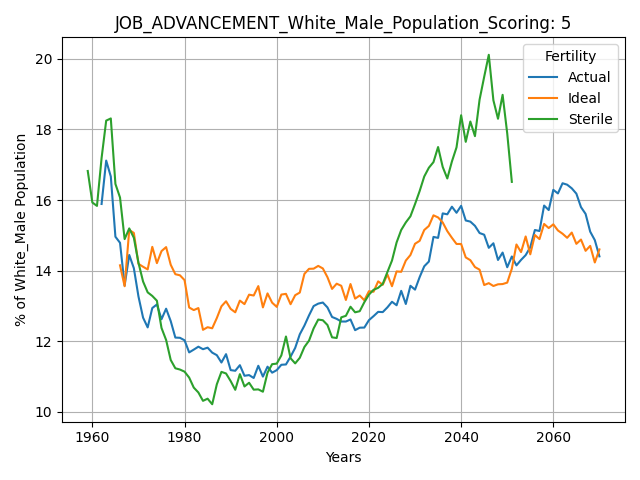 JOB_ADVANCEMENT_White_Male_Population_Scoring: 5
Fertility
Actual
Ideal
Sterile
% of White_Male Population
20
18
16
14
12
10
1960
1980
2000
2020
2040
2060
Years